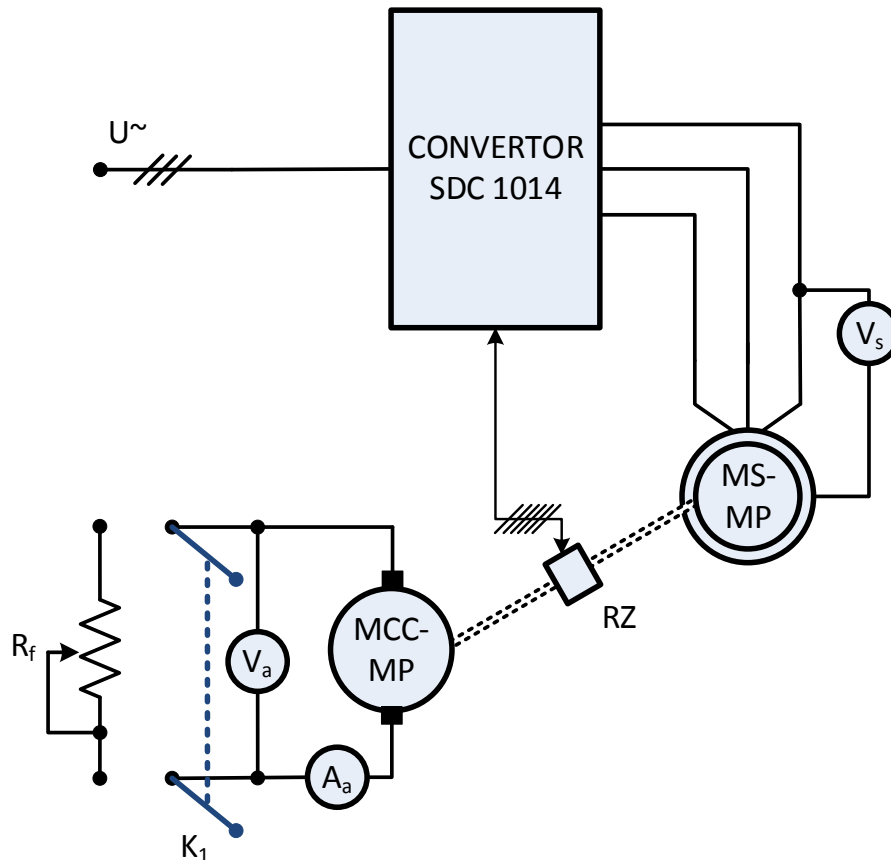 U~
CONVERTOR
SDC 1014
Vs
MS-
MP
RZ
Rf
Va
MCC-
MP
Aa
K1